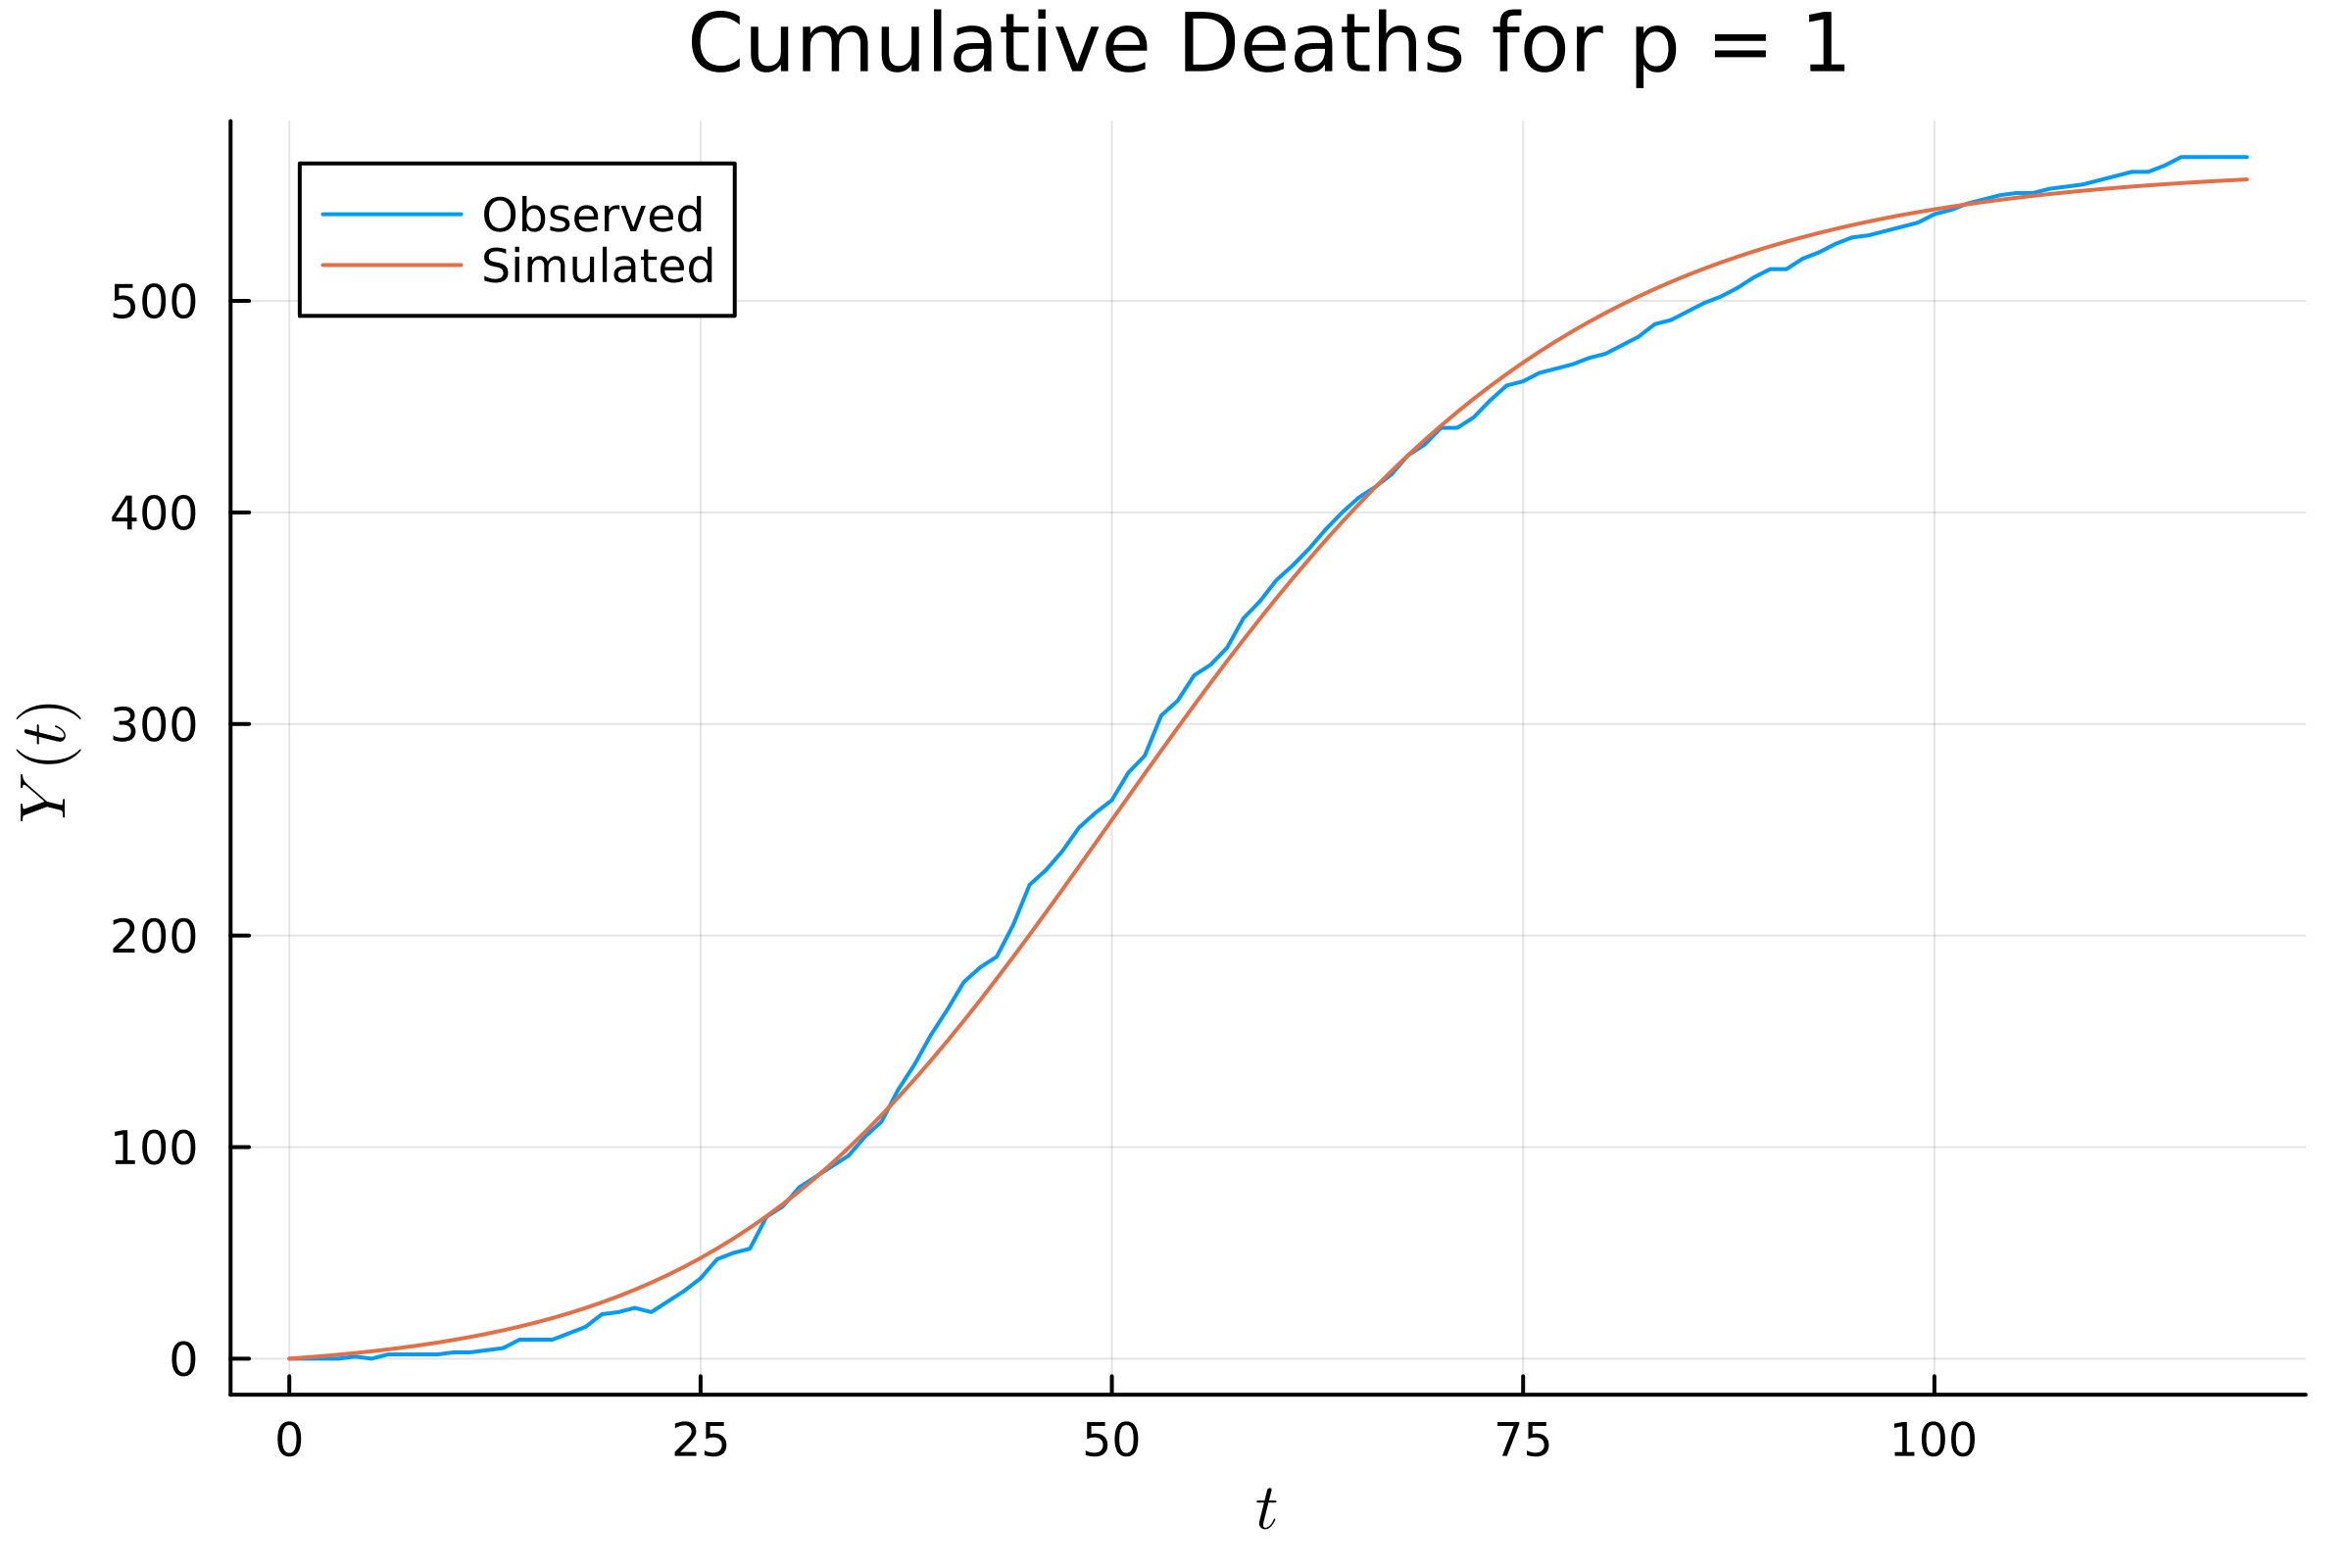 Cumulative Deaths for p = 1
Observed
Simulated
500
400
300
200
100
0
Y(t)
0 25 50 75 100
t